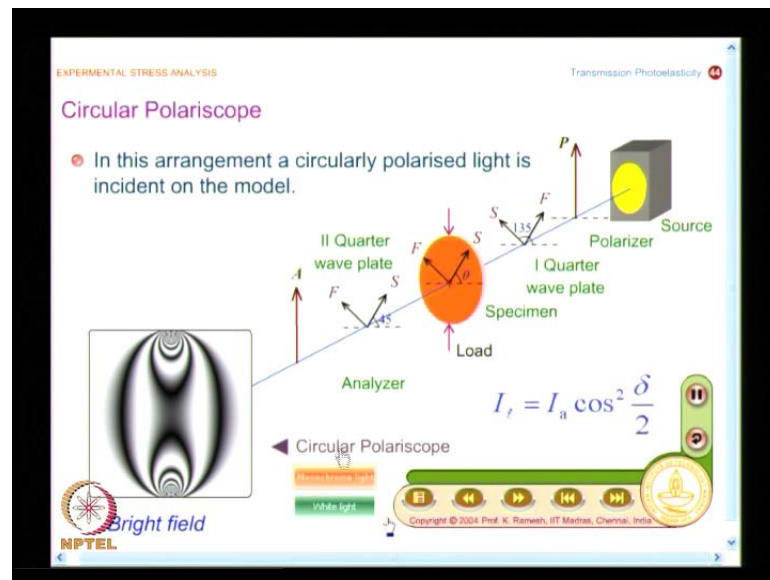 EXPERMENTAL STRESS ANALYSIS
Transmission Photoelasticity 44
Circular Polariscope
In this arrangement a circularly polarised light is
incident on the model.
P
Source
Polarizer
S
F
135
I Quarter
wave plate
II Quarter
wave plate
F
S
θ
Specimen
Load
A
F
S
45
Analyzer
I_ℓ = I_a cos² δ/2
Circular Polariscope
Monochrome light
White light
Bright field
NPTEL
Copyright © 2004 Prof. K. Ramesh, IIT Madras, Chennai, India